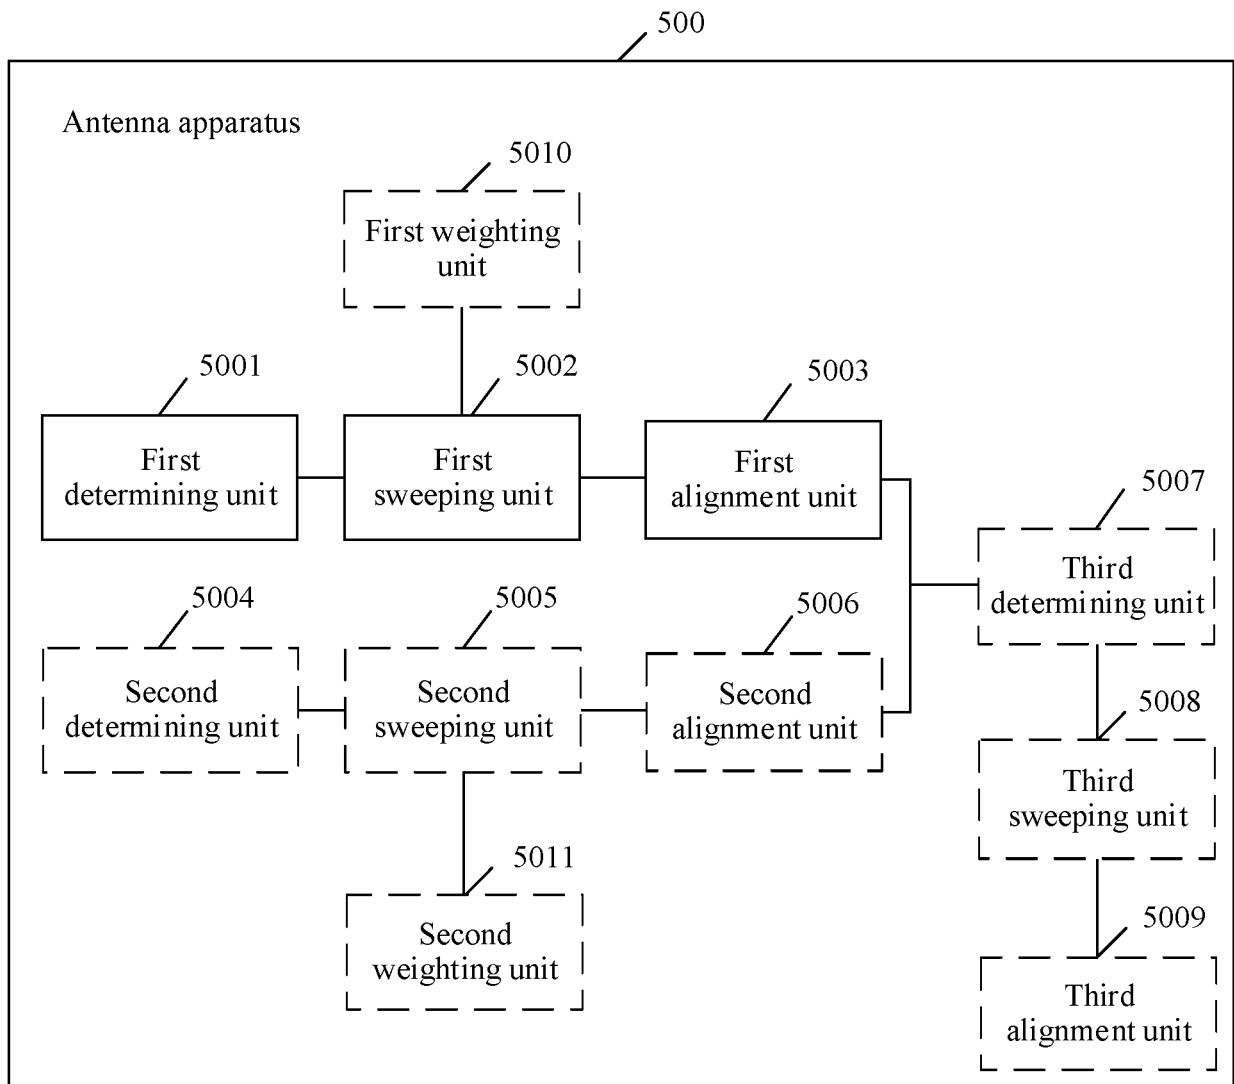 500
Antenna apparatus
5010
First weighting
unit
5001
5002
5003
First
determining unit
First
sweeping unit
First
alignment unit
5007
Third
determining unit
5004
5005
5006
Second
determining unit
Second
sweeping unit
Second
alignment unit
5008
Third
sweeping unit
5011
Second
weighting unit
5009
Third
alignment unit